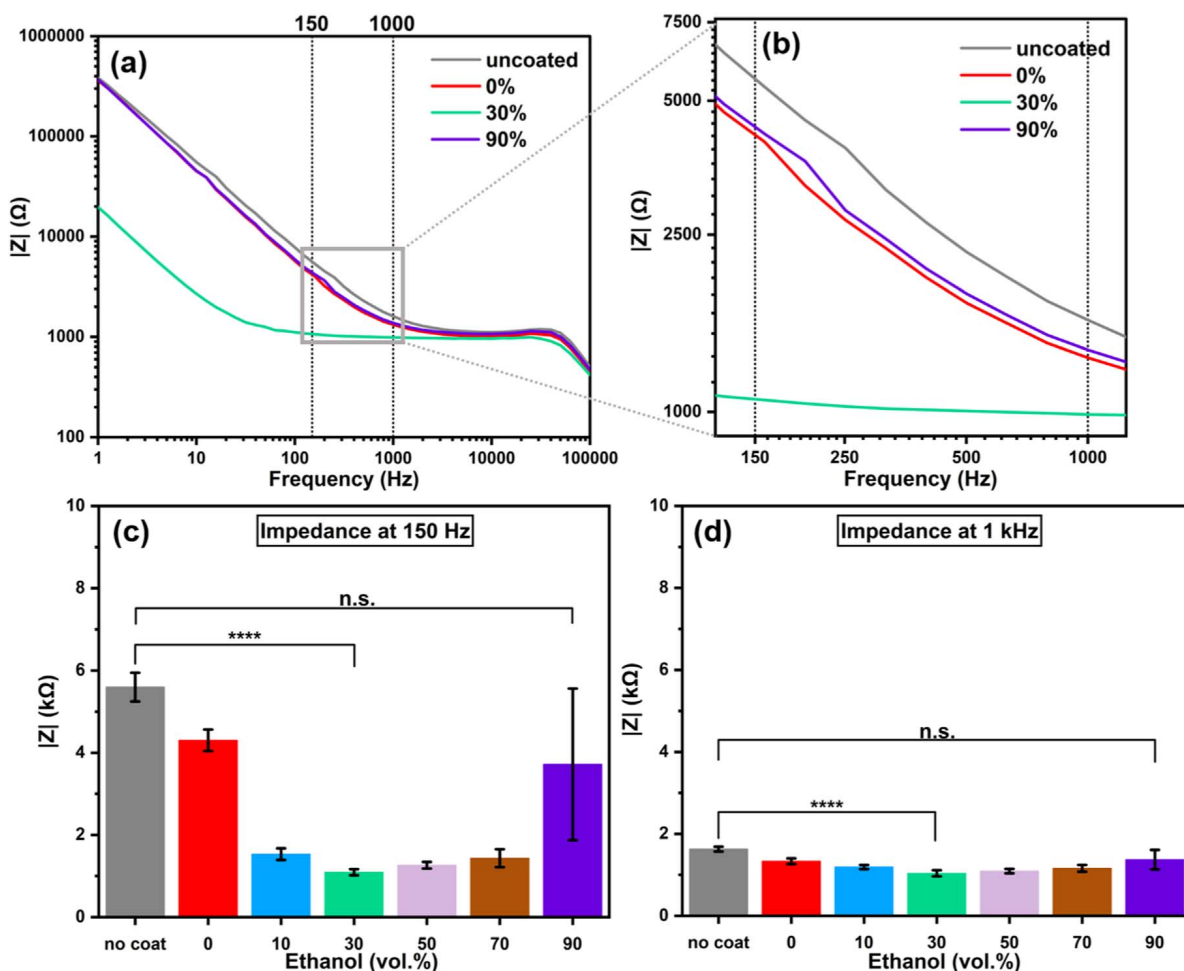 150 1000
(a)
uncoated
0%
30%
90%
1000000
100000
10000
1000
100
|Z| (Ω)
1 10 100 1000 10000 100000
Frequency (Hz)
(b)
uncoated
0%
30%
90%
7500
5000
2500
1000
|Z| (Ω)
150 250 500 1000
Frequency (Hz)
(c)
Impedance at 150 Hz
n.s.
****
10
8
6
4
2
0
|Z| (kΩ)
no coat 0 10 30 50 70 90
Ethanol (vol.%)
(d)
Impedance at 1 kHz
n.s.
****
10
8
6
4
2
0
|Z| (kΩ)
no coat 0 10 30 50 70 90
Ethanol (vol.%)